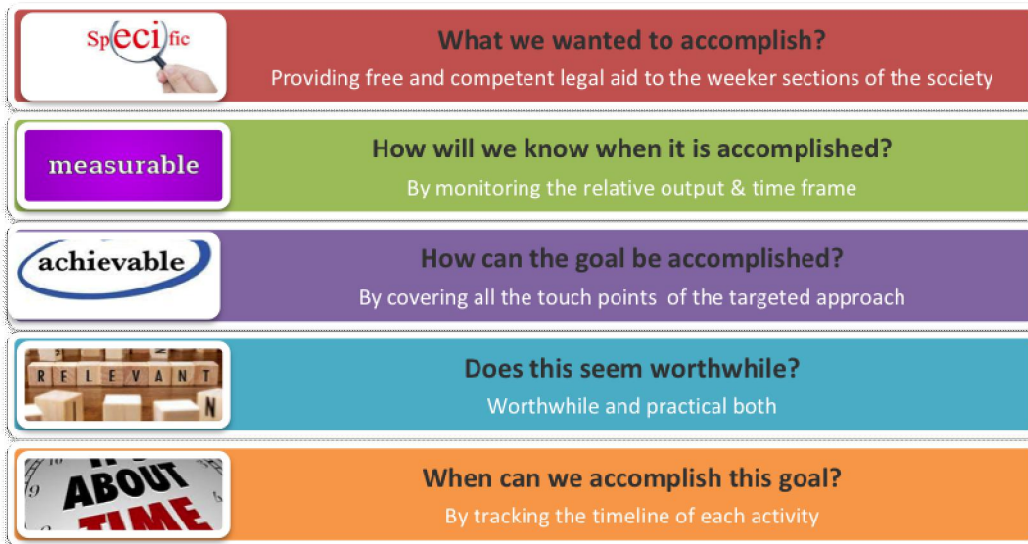 Specific
What we wanted to accomplish?
Providing free and competent legal aid to the weeker sections of the society
measurable
How will we know when it is accomplished?
By monitoring the relative output & time frame
achievable
How can the goal be accomplished?
By covering all the touch points of the targeted approach
RELEVANT
N
Does this seem worthwhile?
Worthwhile and practical both
IT'S
ABOUT
TIME
10
9
8
When can we accomplish this goal?
By tracking the timeline of each activity